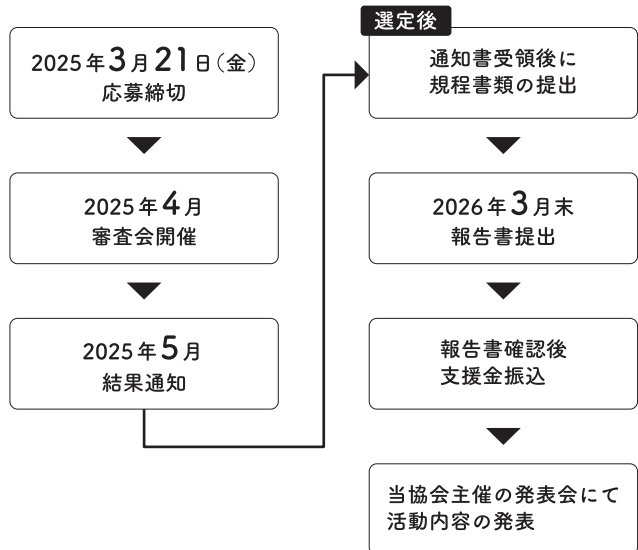 2025年3月21日(金)
応募締切
2025年4月
審査会開催
2025年5月
結果通知
選定後
通知書受領後に
規程書類の提出
2026年3月末
報告書提出
報告書確認後
支援金振込
当協会主催の発表会にて
活動内容の発表